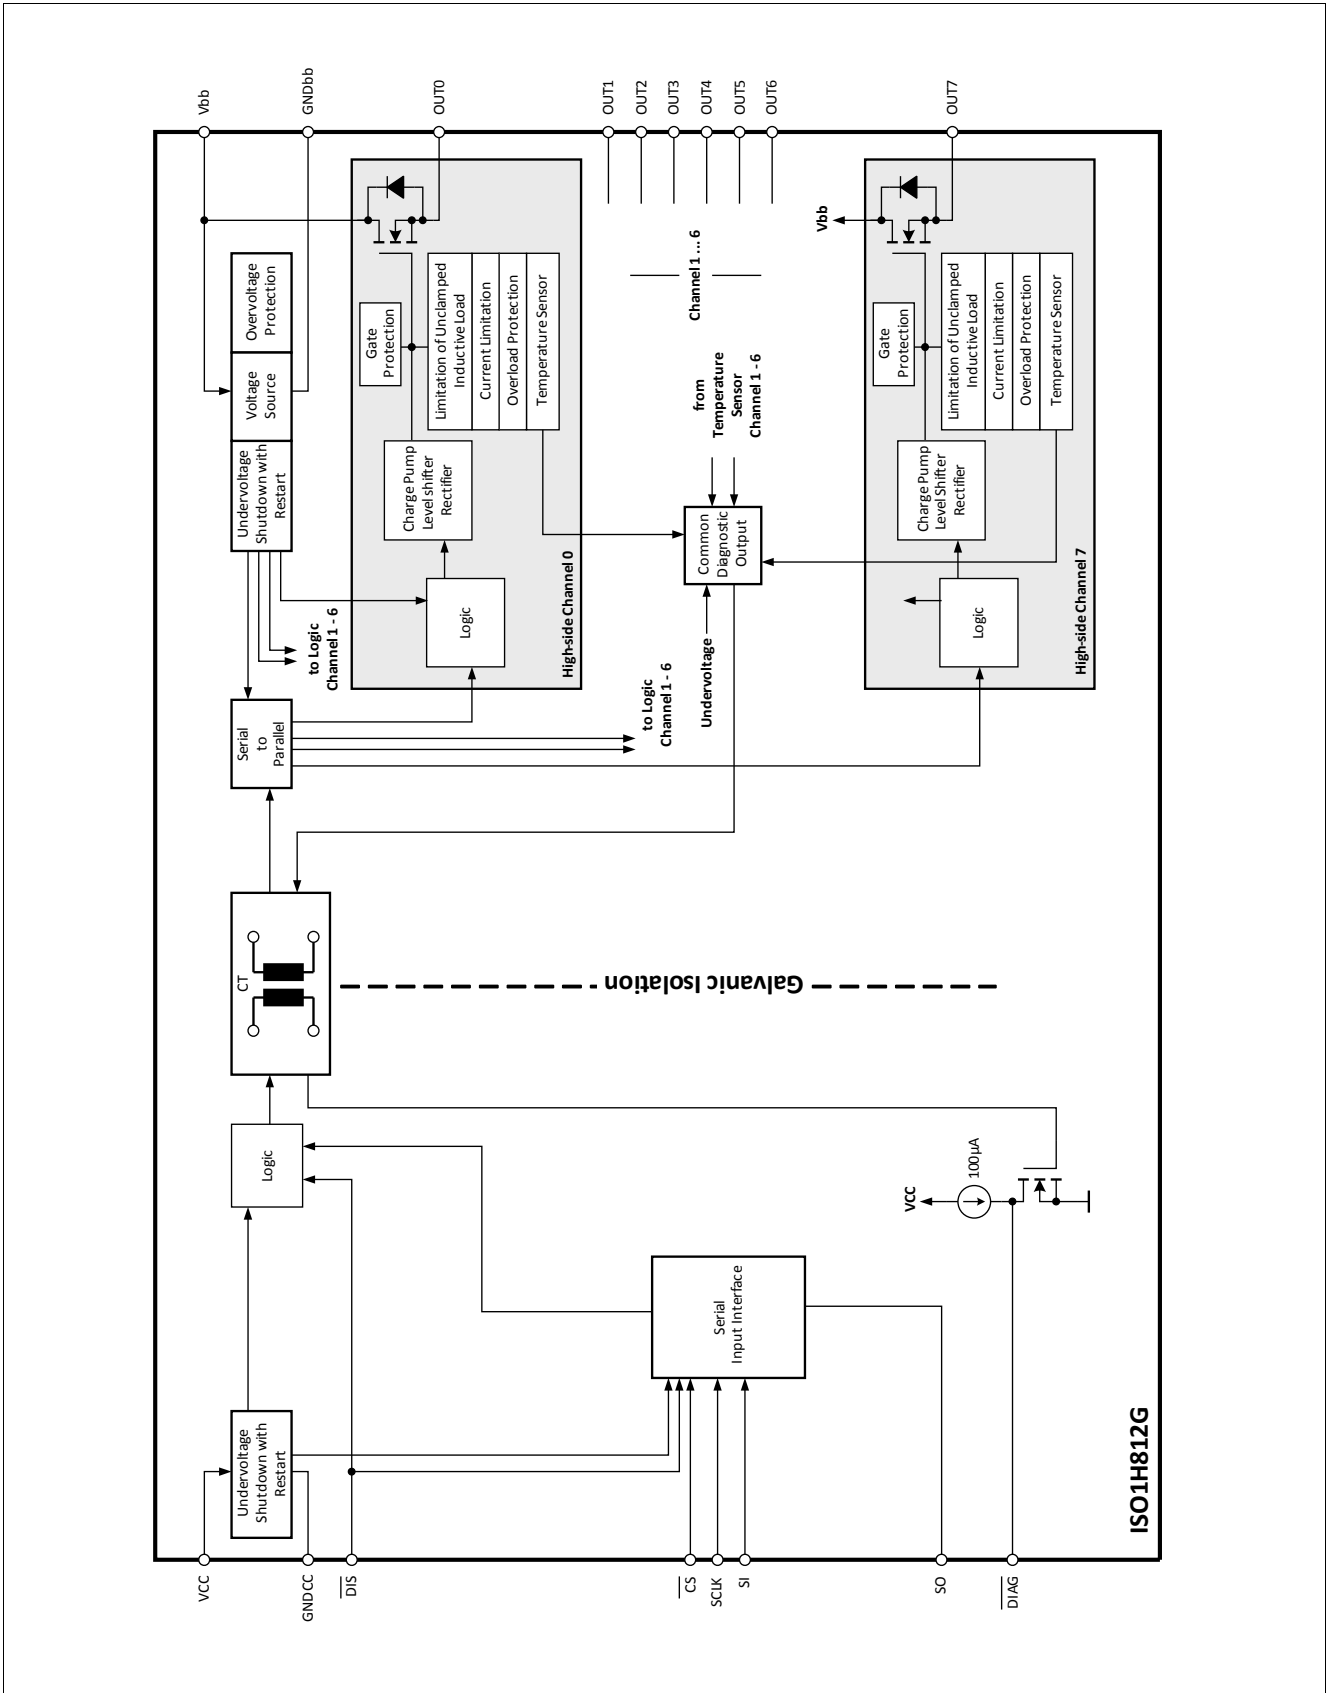 Vbb
GNDbb
OUT0
OUT1
OUT2
OUT3
OUT4
OUT5
OUT6
OUT7
Overvoltage
Protection
Voltage
Source
Undervoltage
Shutdown with
Restart
to Logic
Channel 1 - 6
Serial
to
Parallel
Gate
Protection
Limitation of Unclamped
Inductive Load
Current Limitation
Overload Protection
Temperature Sensor
Charge Pump
Level shifter
Rectifier
Logic
High-side Channel 0
Channel 1 ... 6
from
Temperature
Sensor
Channel 1 - 6
Common
Diagnostic
Output
Undervoltage
to Logic
Channel 1 - 6
Vbb
Gate
Protection
Limitation of Unclamped
Inductive Load
Current Limitation
Overload Protection
Temperature Sensor
Charge Pump
Level shifter
Rectifier
Logic
High-side Channel 7
CT
Galvanic Isolation
Logic
VCC
100µA
Serial
Input Interface
Undervoltage
Shutdown with
Restart
VCC
GNDCC
DIS
CS
SCLK
SI
SO
DIAG
ISO1H812G